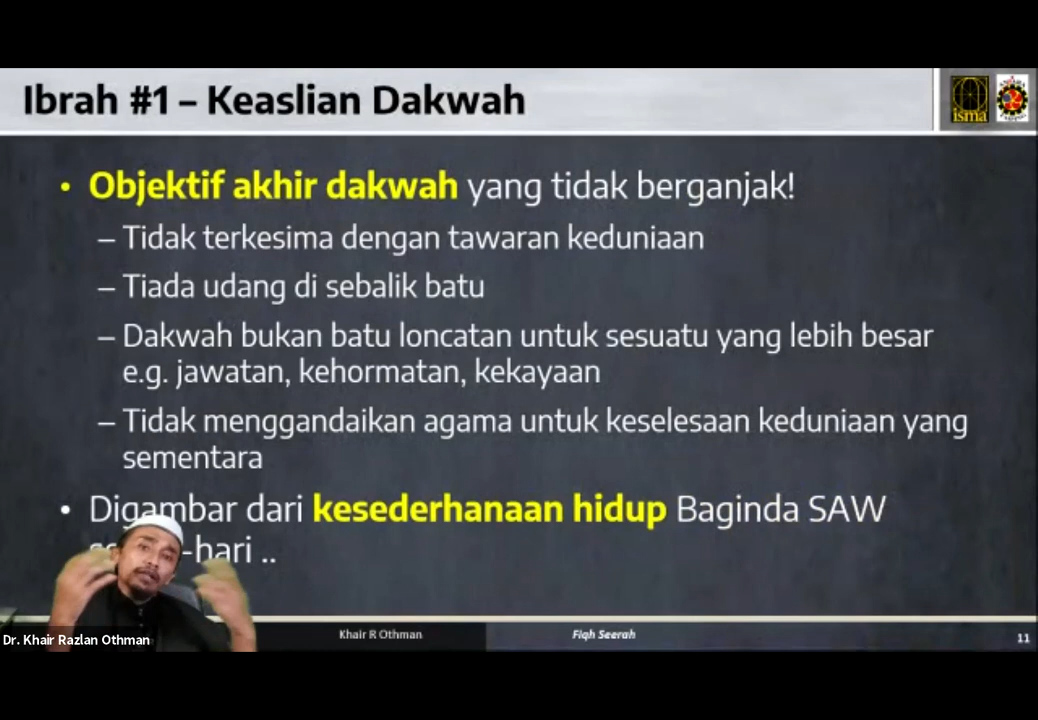 Ibrah #1 – Keaslian Dakwah
isma
• Objektif akhir dakwah yang tidak berganjak!
– Tidak terkesima dengan tawaran keduniaan
– Tiada udang di sebalik batu
– Dakwah bukan batu loncatan untuk sesuatu yang lebih besar
e.g. jawatan, kehormatan, kekayaan
– Tidak menggandaikan agama untuk keselesaan keduniaan yang
sementara
• Digambar dari kesederhanaan hidup Baginda SAW
-hari ..
Dr. Khair Razlan Othman
Khair R Othman
Fiqh Seerah
11